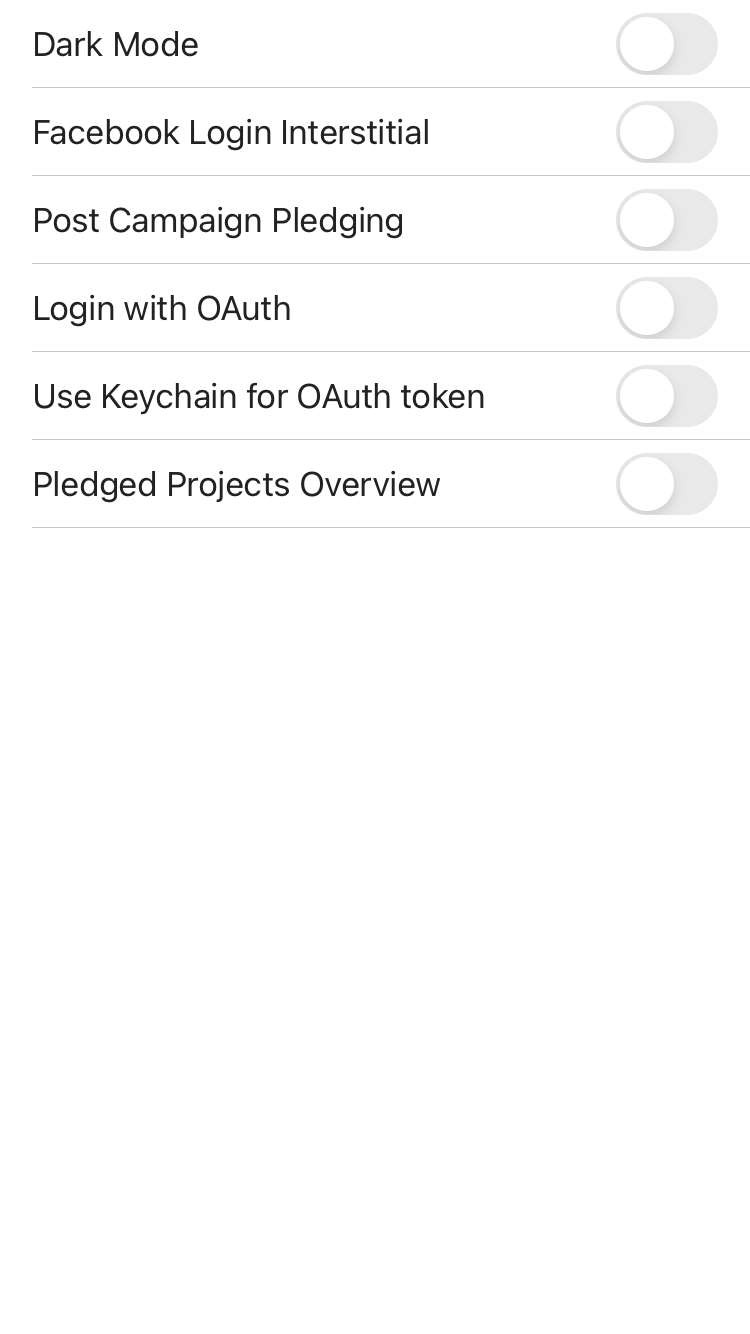 Dark Mode
Facebook Login Interstitial
Post Campaign Pledging
Login with OAuth
Use Keychain for OAuth token
Pledged Projects Overview